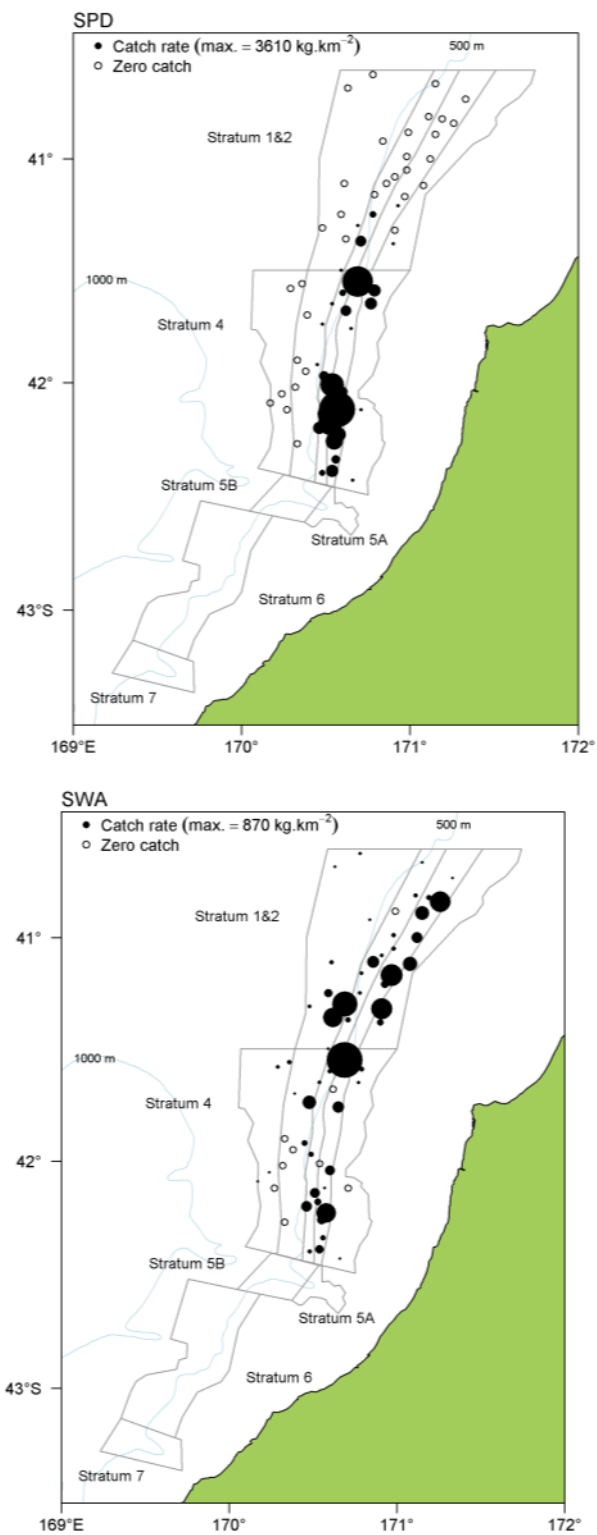 SPD
Catch rate (max. = 3610 kg.km⁻²)
Zero catch
500 m
Stratum 1&2
41°
1000 m
Stratum 4
42°
Stratum 5B
Stratum 5A
Stratum 6
43°S
Stratum 7
169°E 170° 171° 172°
SWA
Catch rate (max. = 870 kg.km⁻²)
Zero catch
500 m
Stratum 1&2
41°
1000 m
Stratum 4
42°
Stratum 5B
Stratum 5A
Stratum 6
43°S
Stratum 7
169°E 170° 171° 172°